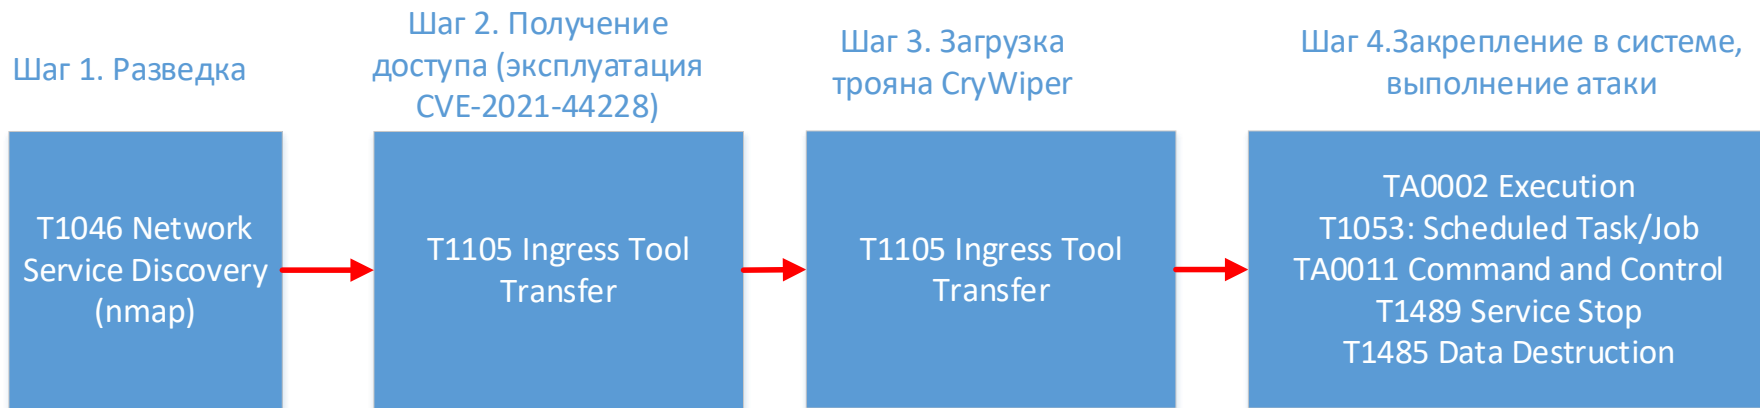 Шаг 1. Разведка
Шаг 2. Получение
доступа (эксплуатация
CVE-2021-44228)
Шаг 3. Загрузка
трояна CryWiper
Шаг 4.Закрепление в системе,
выполнение атаки
T1046 Network
Service Discovery
(nmap)
T1105 Ingress Tool
Transfer
T1105 Ingress Tool
Transfer
TA0002 Execution
T1053: Scheduled Task/Job
TA0011 Command and Control
T1489 Service Stop
T1485 Data Destruction